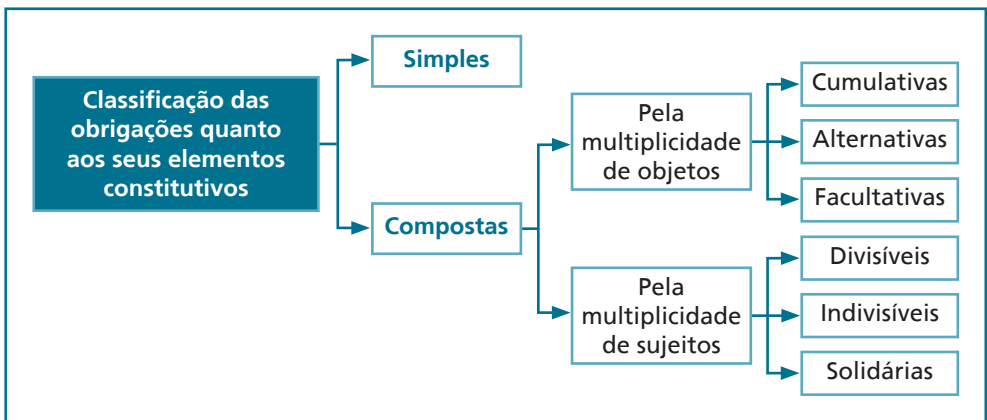 Classificação das
obrigações quanto
aos seus elementos
constitutivos
Simples
Compostas
Pela
multiplicidade
de objetos
Cumulativas
Alternativas
Facultativas
Pela
multiplicidade
de sujeitos
Divisíveis
Indivisíveis
Solidárias